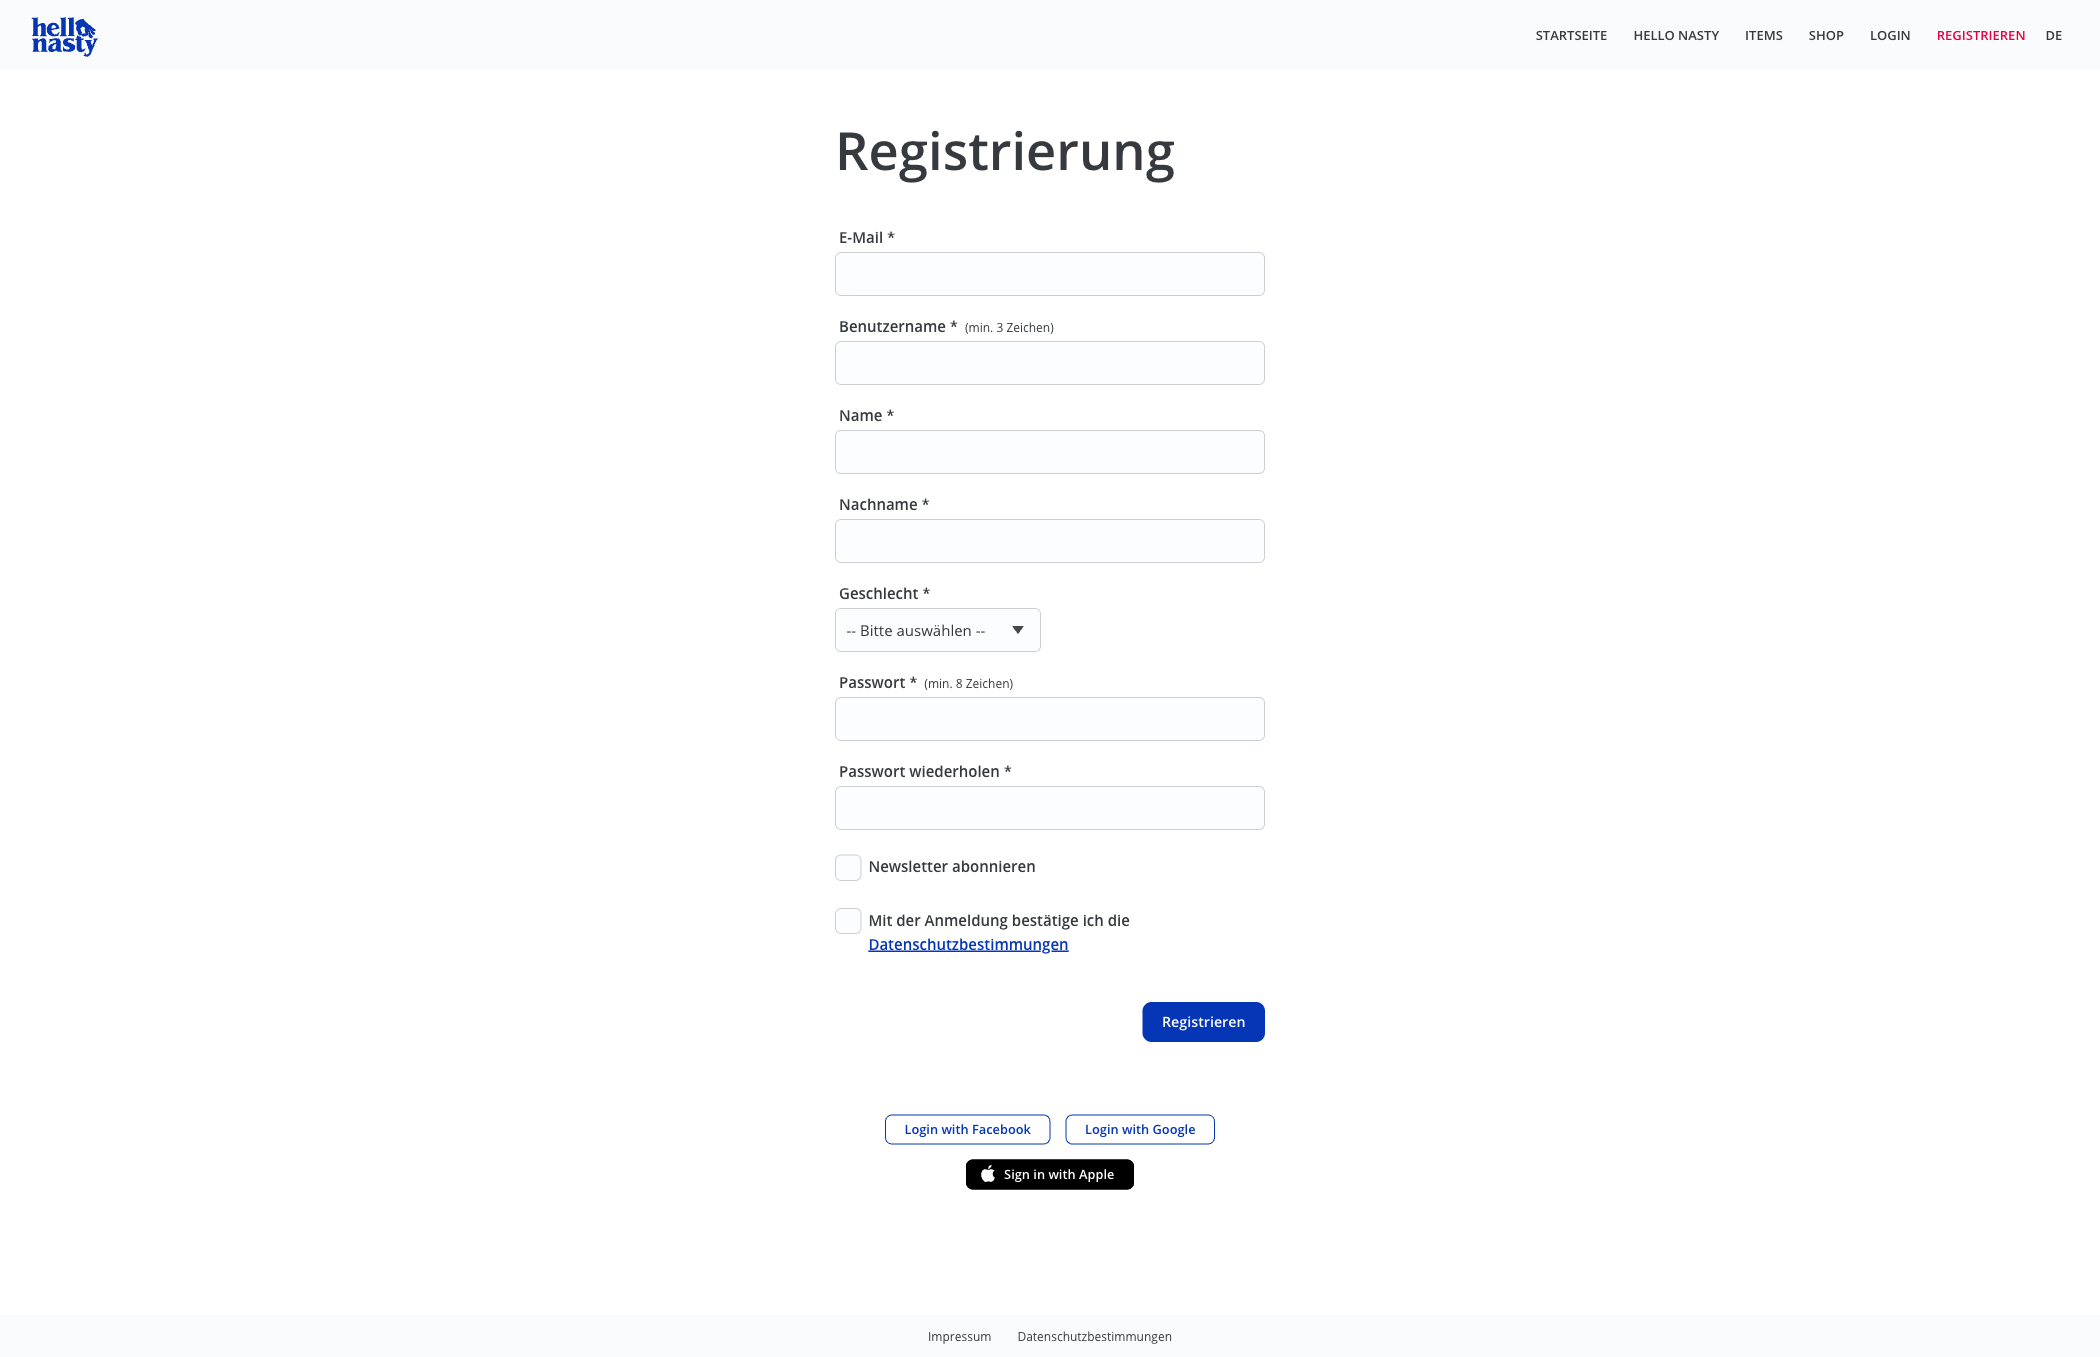 hello
nasty
STARTSEITE HELLO NASTY ITEMS SHOP LOGIN REGISTRIEREN DE
Registrierung
E-Mail *
Benutzername * (min. 3 Zeichen)
Name *
Nachname *
Geschlecht *
-- Bitte auswählen --
Passwort * (min. 8 Zeichen)
Passwort wiederholen *
Newsletter abonnieren
Mit der Anmeldung bestätige ich die
Datenschutzbestimmungen
Registrieren
Login with Facebook Login with Google
Sign in with Apple
Impressum Datenschutzbestimmungen